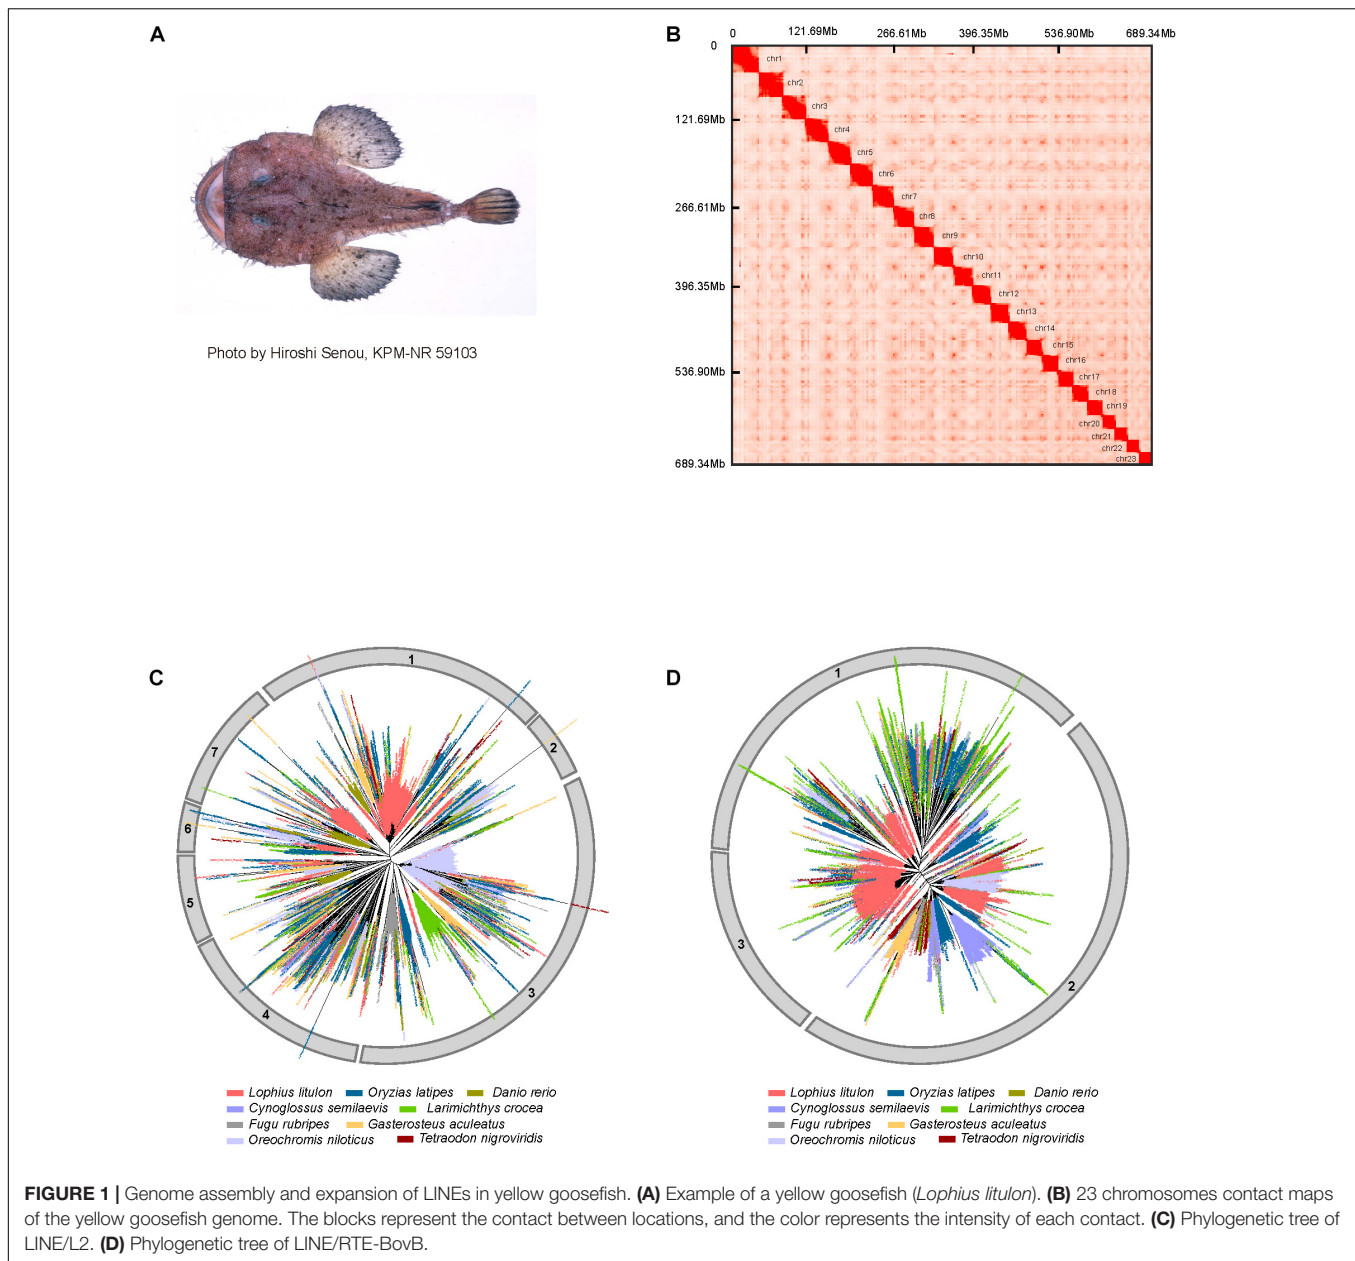 A
Photo by Hiroshi Senou, KPM-NR 59103
B
0 121.69Mb 266.61Mb 396.35Mb 536.90Mb 689.34Mb
0
121.69Mb
266.61Mb
396.35Mb
536.90Mb
689.34Mb
chr1
chr2
chr3
chr4
chr5
chr6
chr7
chr8
chr9
chr10
chr11
chr12
chr13
chr14
chr15
chr16
chr17
chr18
chr19
chr20
chr21
chr22
chr23
C
1
2
3
4
5
6
7
Lophius litulon Oryzias latipes Danio rerio
Cynoglossus semilaevis Larimichthys crocea
Fugu rubripes Gasterosteus aculeatus
Oreochromis niloticus Tetraodon nigroviridis
D
1
2
3
Lophius litulon Oryzias latipes Danio rerio
Cynoglossus semilaevis Larimichthys crocea
Fugu rubripes Gasterosteus aculeatus
Oreochromis niloticus Tetraodon nigroviridis
FIGURE 1 | Genome assembly and expansion of LINEs in yellow goosefish. (A) Example of a yellow goosefish (Lophius litulon). (B) 23 chromosomes contact maps
of the yellow goosefish genome. The blocks represent the contact between locations, and the color represents the intensity of each contact. (C) Phylogenetic tree of
LINE/L2. (D) Phylogenetic tree of LINE/RTE-BovB.